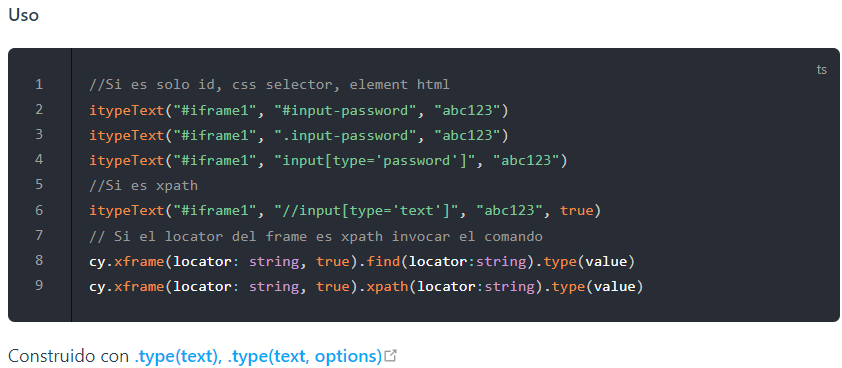 Uso
ts
1 //Si es solo id, css selector, element html
2 itypeText("#iframe1", "#input-password", "abc123")
3 itypeText("#iframe1", ".input-password", "abc123")
4 itypeText("#iframe1", "input[type='password']", "abc123")
5 //Si es xpath
6 itypeText("#iframe1", "//input[type='text']", "abc123", true)
7 // Si el locator del frame es xpath invocar el comando
8 cy.xframe(locator: string, true).find(locator:string).type(value)
9 cy.xframe(locator: string, true).xpath(locator:string).type(value)
Construido con .type(text), .type(text, options)